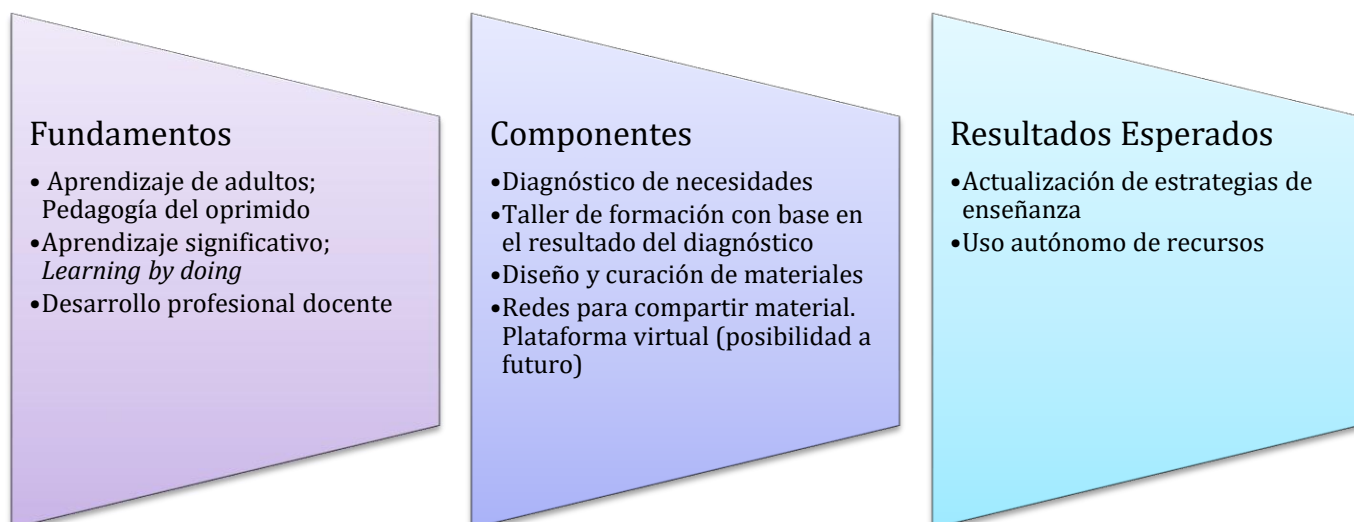 Fundamentos
• Aprendizaje de adultos;
Pedagogía del oprimido
•Aprendizaje significativo;
Learning by doing
•Desarrollo profesional docente
Componentes
•Diagnóstico de necesidades
•Taller de formación con base en
el resultado del diagnóstico
•Diseño y curación de materiales
•Redes para compartir material.
Plataforma virtual (posibilidad a
futuro)
Resultados Esperados
•Actualización de estrategias de
enseñanza
•Uso autónomo de recursos